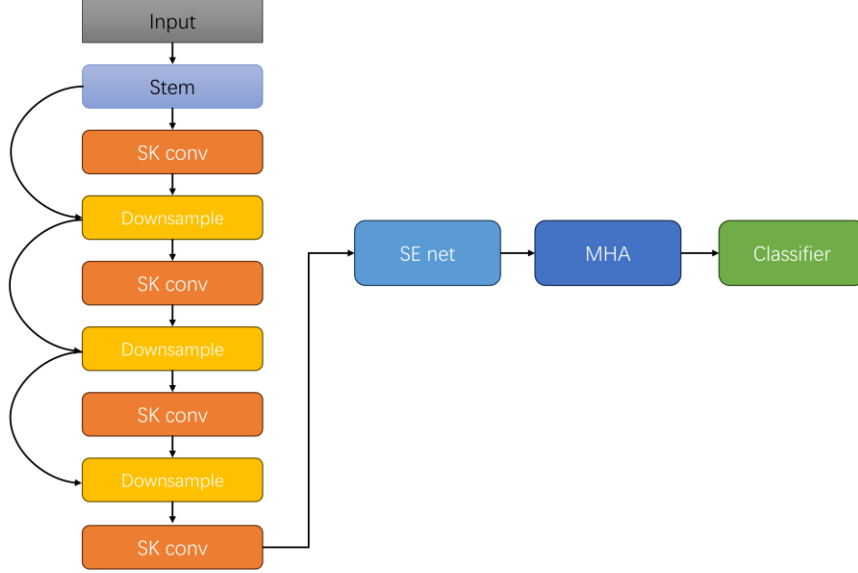 Input
Stem
SK conv
Downsample
SK conv
Downsample
SK conv
Downsample
SK conv
SE net
MHA
Classifier